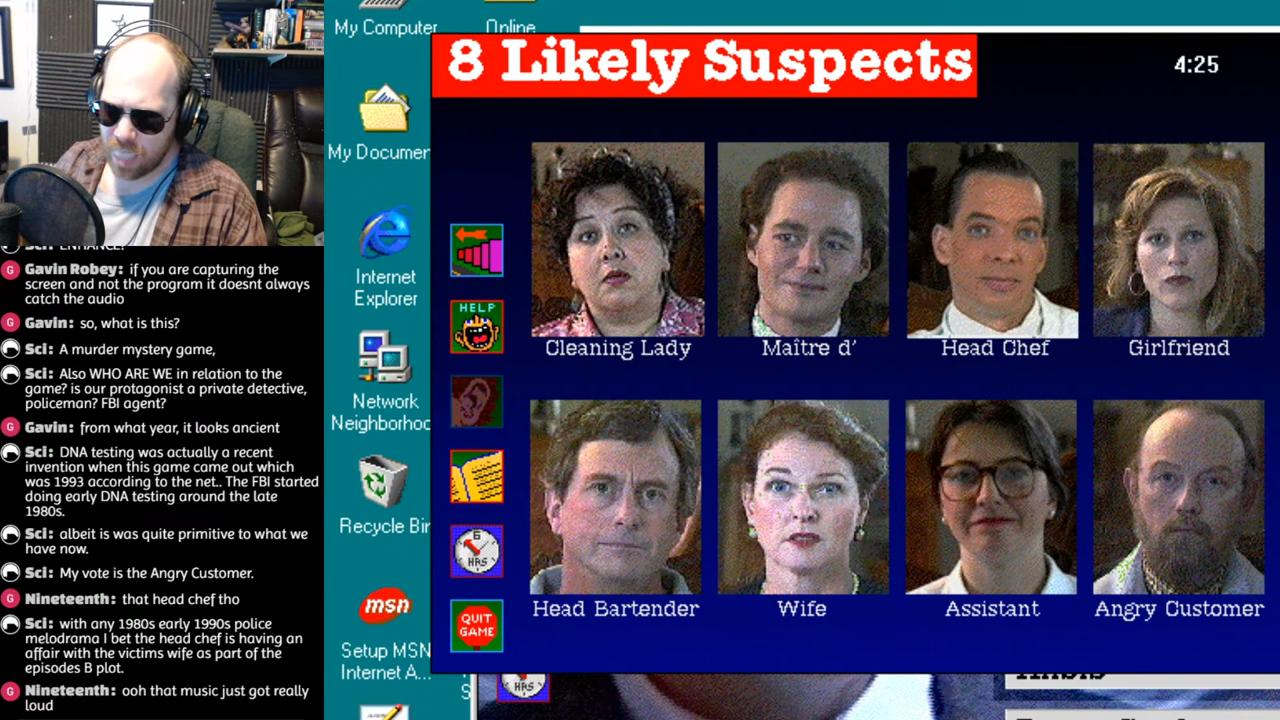 My Computer
Online
8 Likely Suspects
4:25
My Documen
HELP
Cleaning Lady
Maître d'
Head Chef
Girlfriend
Internet
Explorer
Network
Neighborhoo
6
HRS
Recycle Bin
Head Bartender
Wife
Assistant
Angry Customer
QUIT
GAME
msn
Setup MSN
Internet A...
S
HRS
Sci: ENHANCE!
Gavin Robey: if you are capturing the
screen and not the program it doesnt always
catch the audio
Gavin: so, what is this?
Sci: A murder mystery game,
Sci: Also WHO ARE WE in relation to the
game? is our protagonist a private detective,
policeman? FBI agent?
Gavin: from what year, it looks ancient
Sci: DNA testing was actually a recent
invention when this game came out which
was 1993 according to the net.. The FBI started
doing early DNA testing around the late
1980s.
Sci: albeit is was quite primitive to what we
have now.
Sci: My vote is the Angry Customer.
Nineteenth: that head chef tho
Sci: with any 1980s early 1990s police
melodrama I bet the head chef is having an
affair with the victims wife as part of the
episodes B plot.
Nineteenth: ooh that music just got really
loud